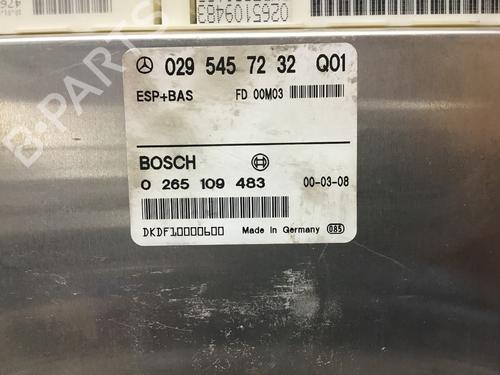 0265109483
029 545 72 32 Q01
ESP+BAS FD 00M03
BOSCH
0 265 109 483 00-03-08
DKDF10000600 Made in Germany 085
B-PARTS